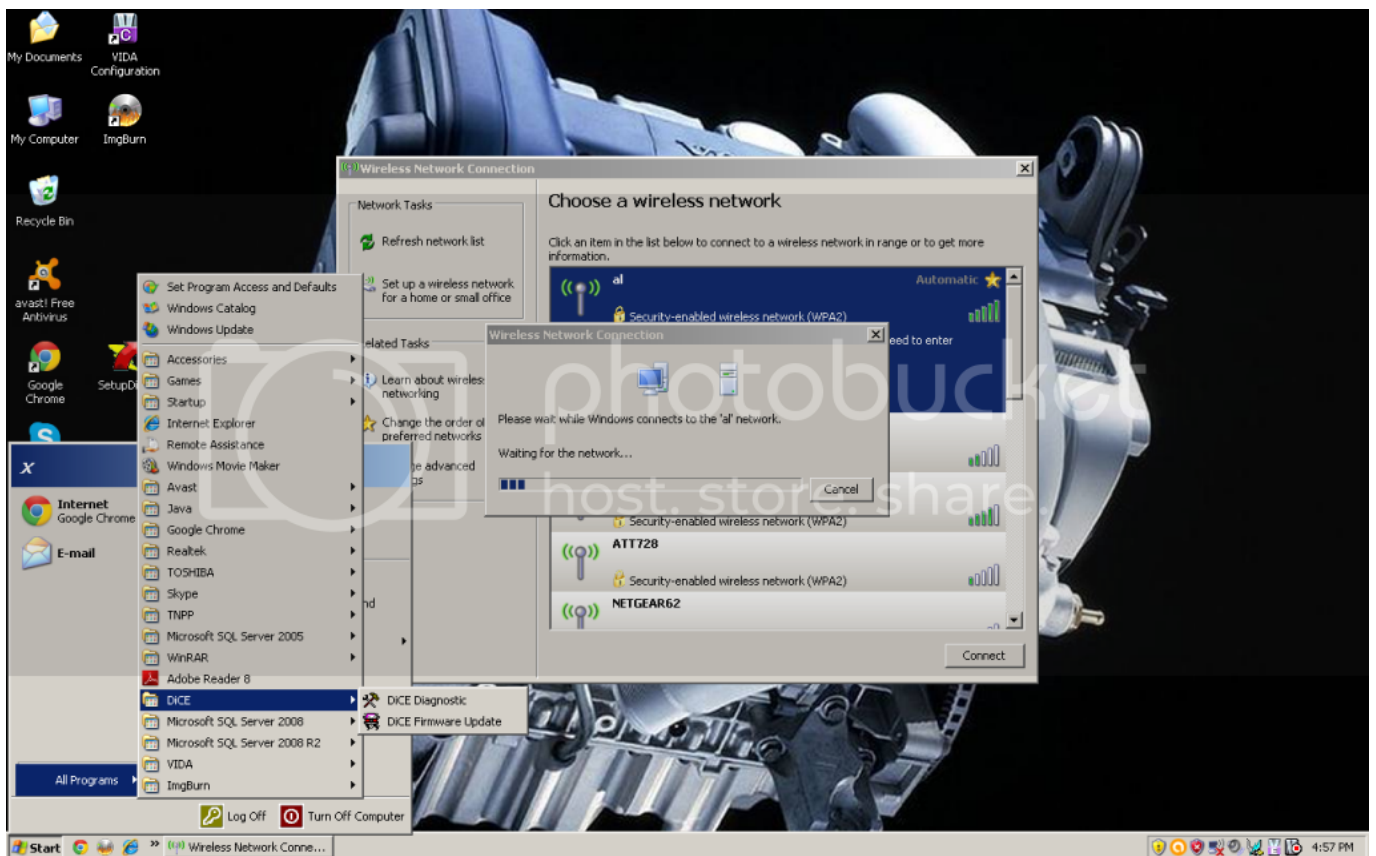 My Documents
VIDA
Configuration
My Computer
ImgBurn
Recycle Bin
avast! Free
Antivirus
Google
Chrome
Wireless Network Connection
Network Tasks
Refresh network list
Set up a wireless network
for a home or small office
elated Tasks
Learn about wireless
networking
Change the order of
preferred networks
ge advanced
gs
Choose a wireless network
Click an item in the list below to connect to a wireless network in range or to get more
information.
al
Automatic
Security-enabled wireless network (WPA2)
eed to enter
Security-enabled wireless network (WPA2)
ATT728
Security-enabled wireless network (WPA2)
NETGEAR62
Connect
Wireless Network Connection
Please wait while Windows connects to the 'al' network.
Waiting for the network...
Cancel
photobucket
host. store. share.
X
Internet
Google Chrome
E-mail
All Programs
nd
Log Off
Turn Off Computer
Set Program Access and Defaults
Windows Catalog
Windows Update
Accessories
Games
Startup
Internet Explorer
Remote Assistance
Windows Movie Maker
Avast
Java
Google Chrome
Realtek
TOSHIBA
Skype
TNPP
Microsoft SQL Server 2005
WinRAR
Adobe Reader 8
DiCE
Microsoft SQL Server 2008
Microsoft SQL Server 2008 R2
VIDA
ImgBurn
DiCE Diagnostic
DiCE Firmware Update
Start
Wireless Network Conne...
4:57 PM